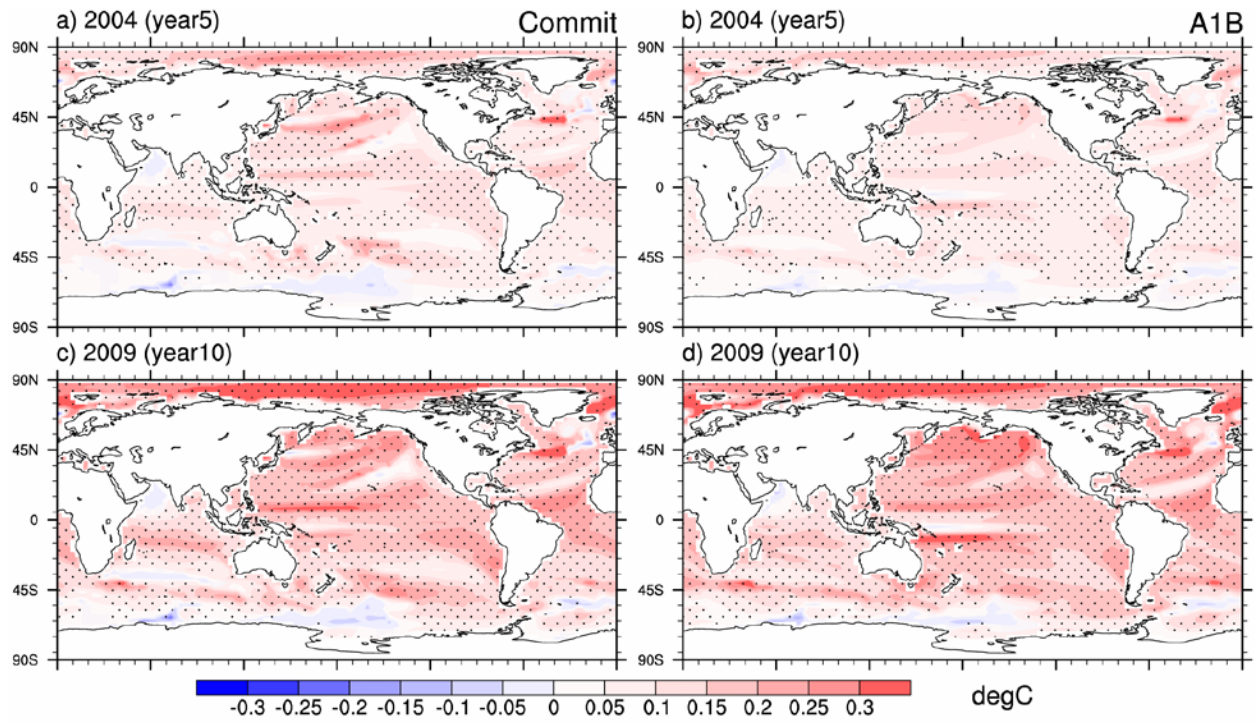 a) 2004 (year5) Commit b) 2004 (year5) A1B
90N
45N
0
45S
90S
90N
45N
0
45S
90S
c) 2009 (year10) d) 2009 (year10)
90N
45N
0
45S
90S
90N
45N
0
45S
90S
-0.3 -0.25 -0.2 -0.15 -0.1 -0.05 0 0.05 0.1 0.15 0.2 0.25 0.3 degC